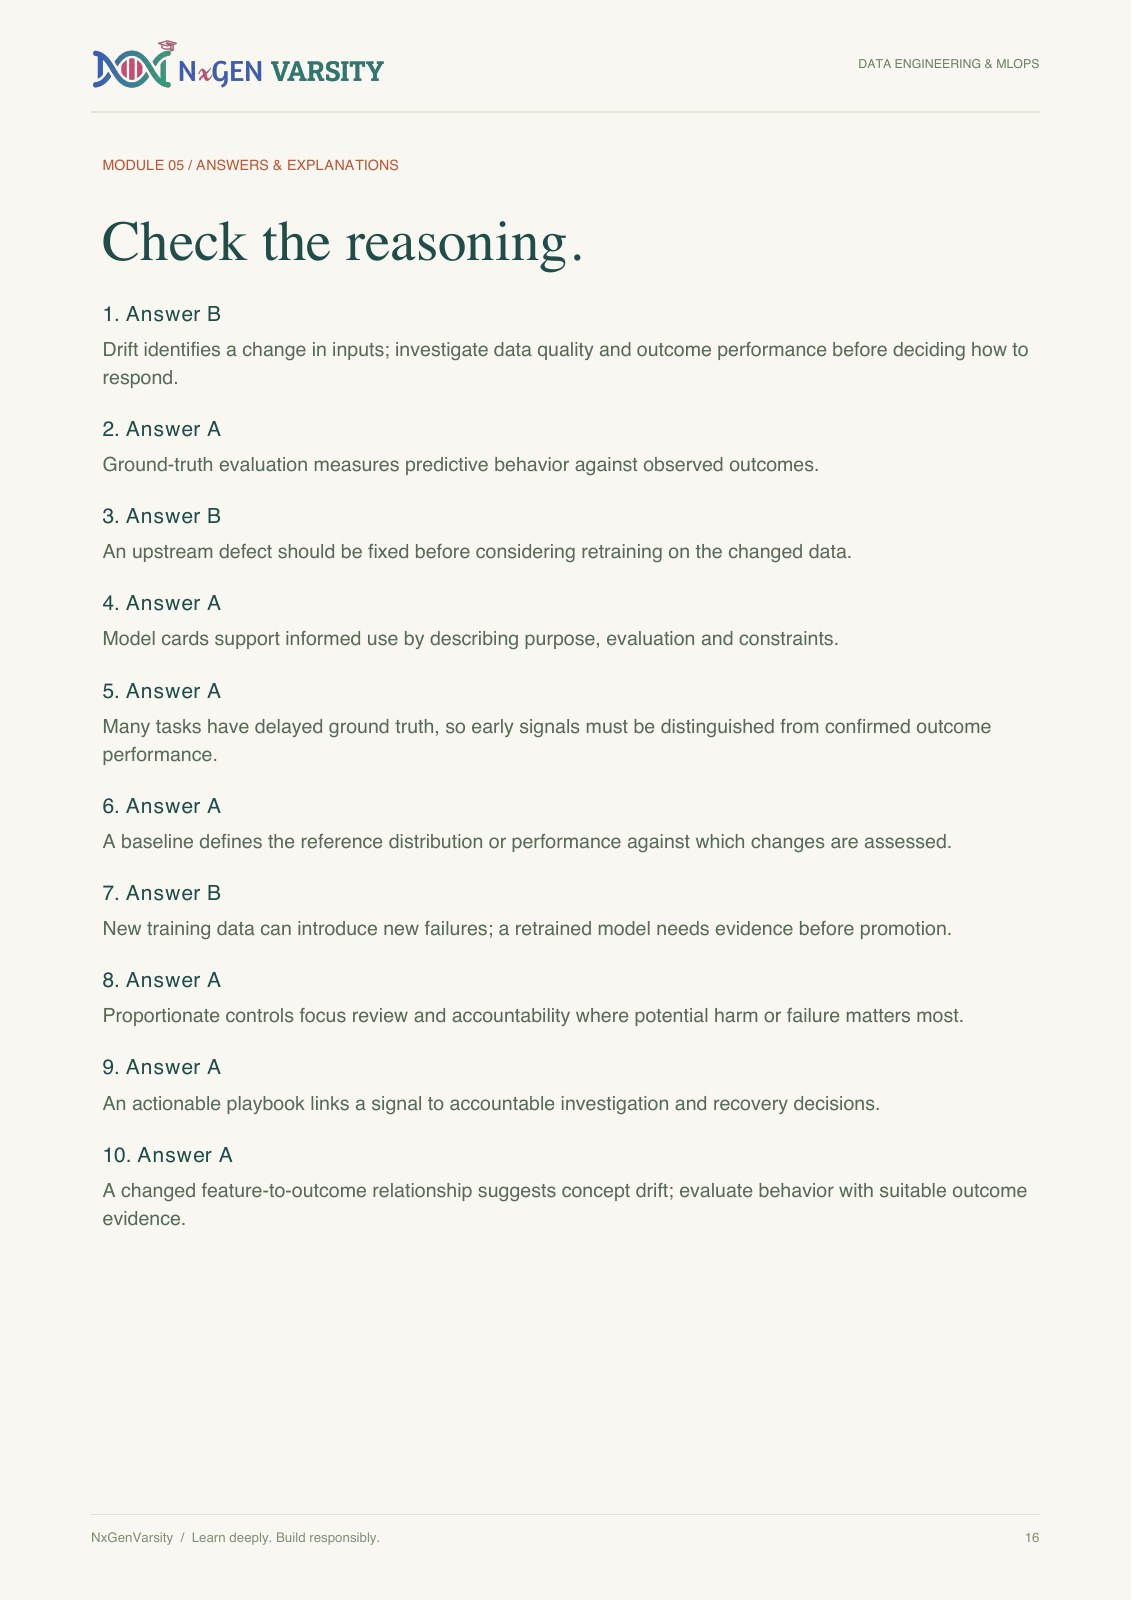 NxGEN VARSITY
DATA ENGINEERING & MLOPS
MODULE 05 / ANSWERS & EXPLANATIONS
Check the reasoning.
1. Answer B
Drift identifies a change in inputs; investigate data quality and outcome performance before deciding how to
respond.
2. Answer A
Ground-truth evaluation measures predictive behavior against observed outcomes.
3. Answer B
An upstream defect should be fixed before considering retraining on the changed data.
4. Answer A
Model cards support informed use by describing purpose, evaluation and constraints.
5. Answer A
Many tasks have delayed ground truth, so early signals must be distinguished from confirmed outcome
performance.
6. Answer A
A baseline defines the reference distribution or performance against which changes are assessed.
7. Answer B
New training data can introduce new failures; a retrained model needs evidence before promotion.
8. Answer A
Proportionate controls focus review and accountability where potential harm or failure matters most.
9. Answer A
An actionable playbook links a signal to accountable investigation and recovery decisions.
10. Answer A
A changed feature-to-outcome relationship suggests concept drift; evaluate behavior with suitable outcome
evidence.
NxGenVarsity / Learn deeply. Build responsibly.
16